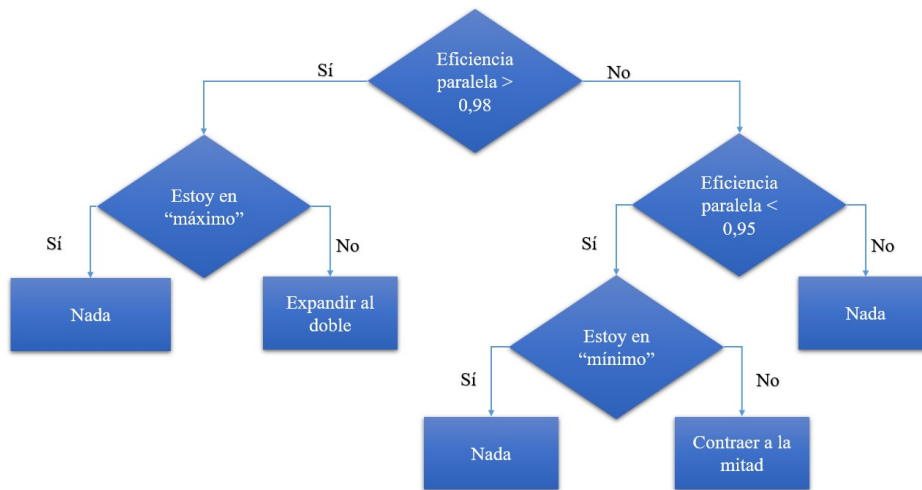 Eficiencia
paralela >
0,98
Sí
No
Estoy en
“máximo”
Eficiencia
paralela <
0,95
Sí
No
Sí
No
Nada
Expandir al
doble
Nada
Estoy en
“mínimo”
Sí
No
Nada
Contraer a la
mitad